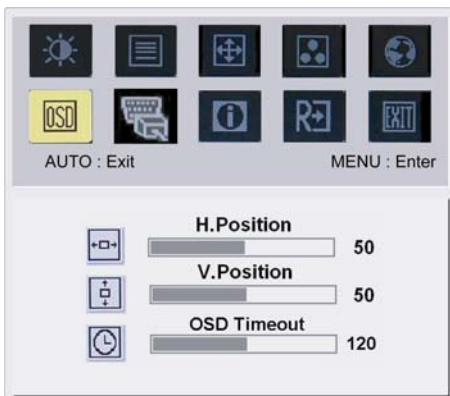 OSD R EXIT
AUTO : Exit MENU : Enter
H.Position
50
V.Position
50
OSD Timeout
120